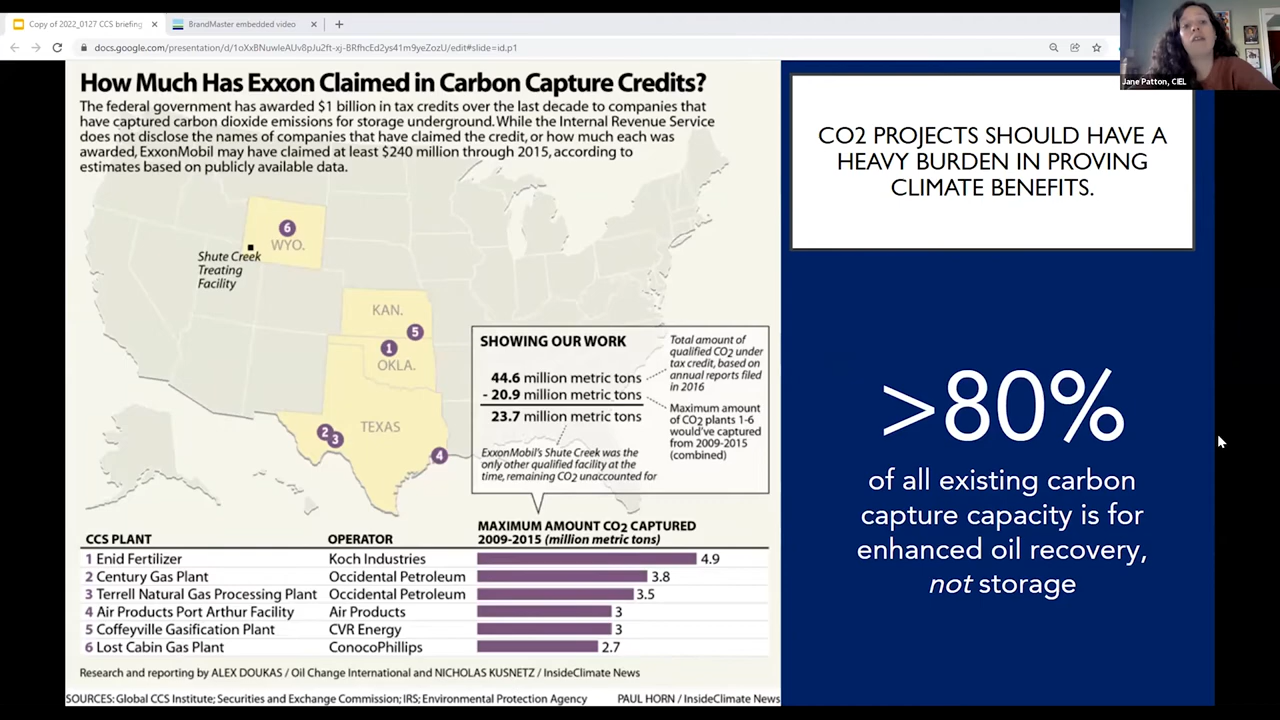 Copy of 2022_0127 CCS briefing
BrandMaster embedded video
docs.google.com/presentation/d/1oXxBNuwleAUv8pJu2ft-xj-BRfhcEd2ys41m9yeZozU/edit#slide=id.p1
Jane Patton, CIEL
How Much Has Exxon Claimed in Carbon Capture Credits?
The federal government has awarded $1 billion in tax credits over the last decade to companies that
have captured carbon dioxide emissions for storage underground. While the Internal Revenue Service
does not disclose the names of companies that have claimed the credit, or how much each was
awarded, ExxonMobil may have claimed at least $240 million through 2015, according to
estimates based on publicly available data.
6
WYO.
Shute Creek
Treating
Facility
KAN.
5
1
OKLA.
TEXAS
2
3
4
SHOWING OUR WORK
44.6 million metric tons
- 20.9 million metric tons
23.7 million metric tons
Total amount of
qualified CO2 under
tax credit, based on
annual reports filed
in 2016
Maximum amount
of CO2 plants 1-6
would've captured
from 2009-2015
(combined)
ExxonMobil's Shute Creek was the
only other qualified facility at the
time, remaining CO2 unaccounted for
CCS PLANT OPERATOR MAXIMUM AMOUNT CO2 CAPTURED
2009-2015 (million metric tons)
1 Enid Fertilizer Koch Industries 4.9
2 Century Gas Plant Occidental Petroleum 3.8
3 Terrell Natural Gas Processing Plant Occidental Petroleum 3.5
4 Air Products Port Arthur Facility Air Products 3
5 Coffeyville Gasification Plant CVR Energy 3
6 Lost Cabin Gas Plant ConocoPhillips 2.7
Research and reporting by ALEX DOUKAS / Oil Change International and NICHOLAS KUSNETZ / InsideClimate News
SOURCES: Global CCS Institute; Securities and Exchange Commission; IRS; Environmental Protection Agency PAUL HORN / InsideClimate News
CO2 PROJECTS SHOULD HAVE A
HEAVY BURDEN IN PROVING
CLIMATE BENEFITS.
>80%
of all existing carbon
capture capacity is for
enhanced oil recovery,
not storage